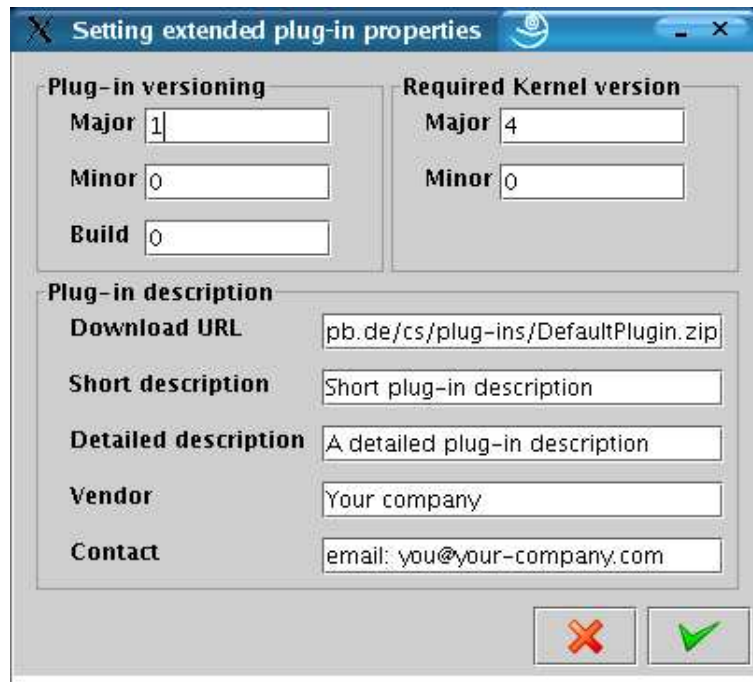 Setting extended plug-in properties
Plug-in versioning
Major 1
Minor 0
Build 0
Required Kernel version
Major 4
Minor 0
Plug-in description
Download URL pb.de/cs/plug-ins/DefaultPlugin.zip
Short description Short plug-in description
Detailed description A detailed plug-in description
Vendor Your company
Contact email: you@your-company.com